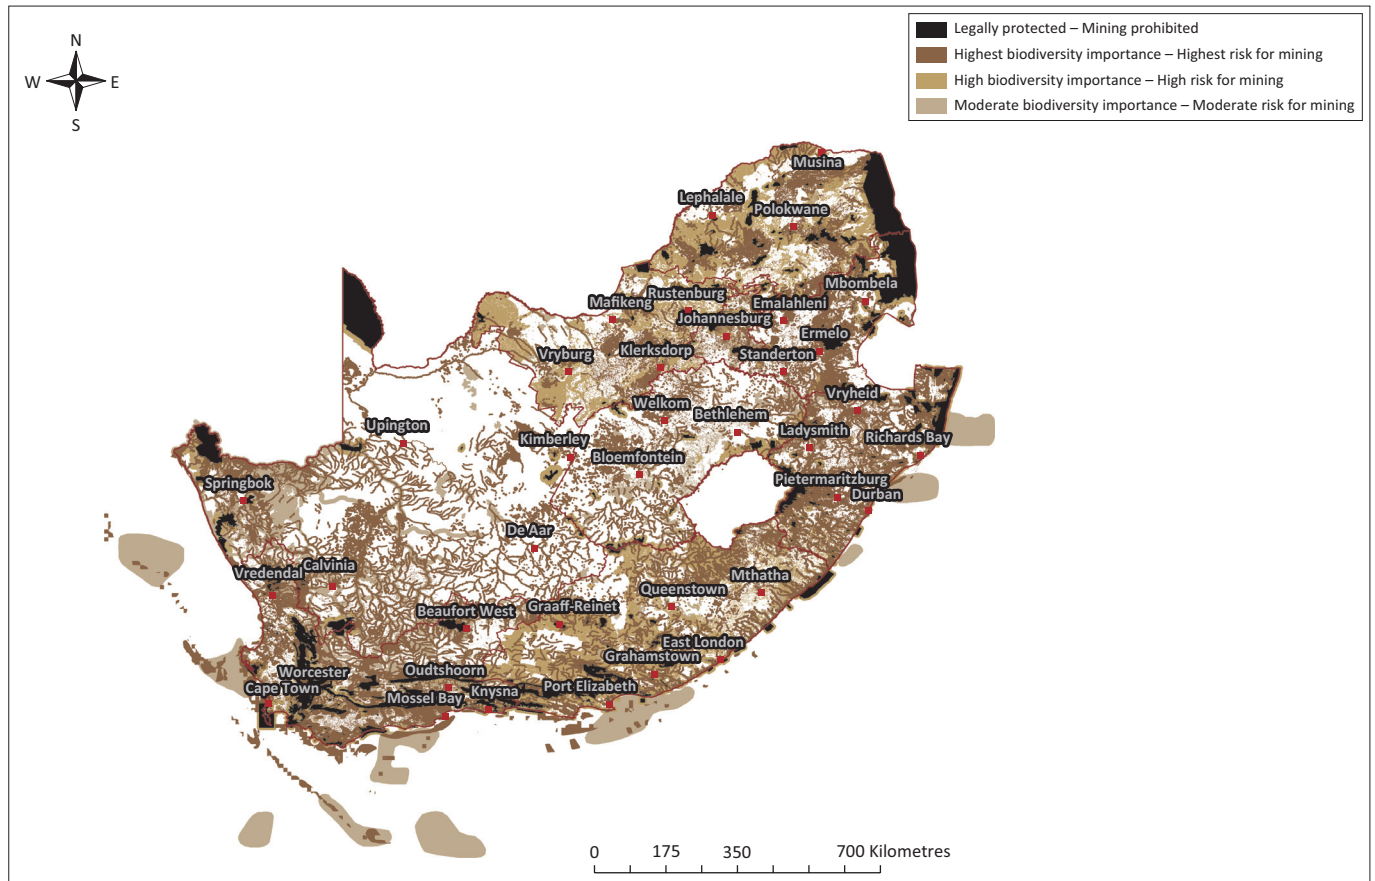 N
W
E
S
Legally protected – Mining prohibited
Highest biodiversity importance – Highest risk for mining
High biodiversity importance – High risk for mining
Moderate biodiversity importance – Moderate risk for mining
Musina
Lephalale
Polokwane
Mbombela
Rustenburg
Mafikeng
Emalahleni
Johannesburg
Ermelo
Klerksdorp
Standerton
Vryburg
Vryheid
Welkom
Bethlehem
Upington
Ladysmith
Richards Bay
Kimberley
Bloemfontein
Springbok
Pietermaritzburg
Durban
De Aar
Vredendal
Calvinia
Mthatha
Queenstown
Beaufort West
Graaff-Reinet
East London
Grahamstown
Worcester
Oudtshoorn
Cape Town
Mossel Bay
Knysna
Port Elizabeth
0 175 350 700 Kilometres